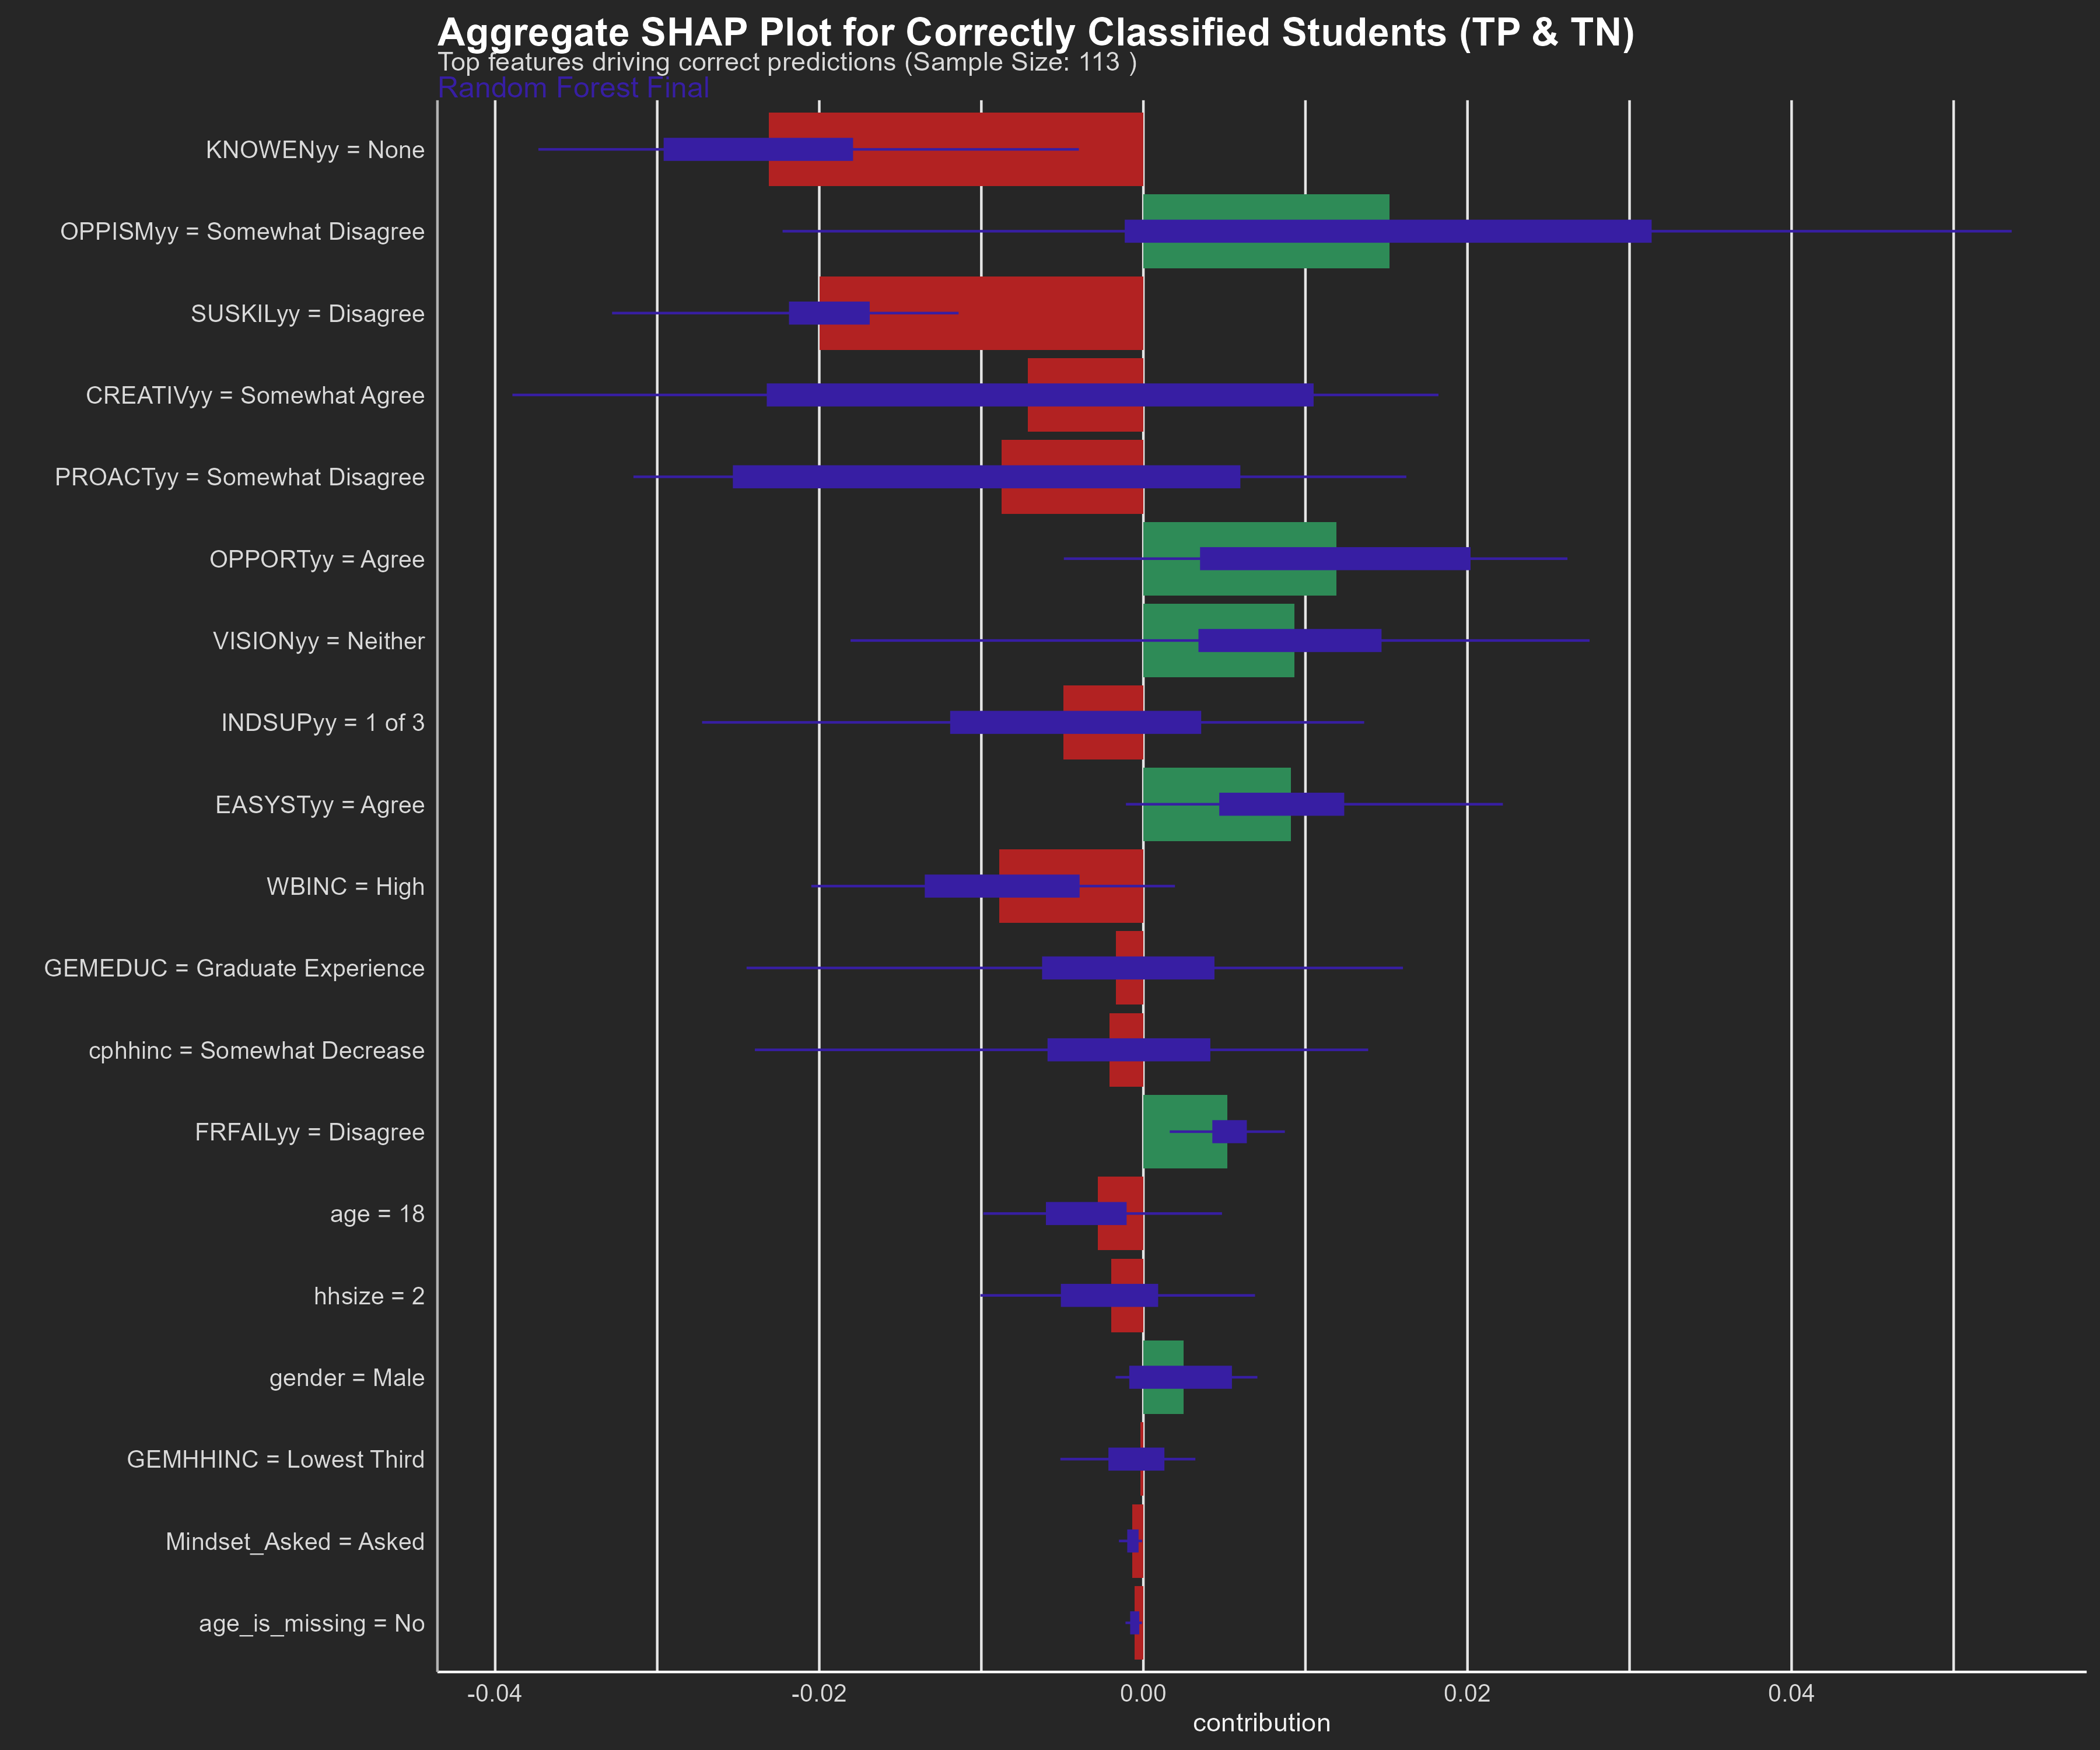 Aggregate SHAP Plot for Correctly Classified Students (TP & TN)
Top features driving correct predictions (Sample Size: 113 )
Random Forest Final
KNOWENyy = None
OPPISMyy = Somewhat Disagree
SUSKILyy = Disagree
CREATIVyy = Somewhat Agree
PROACTyy = Somewhat Disagree
OPPORTyy = Agree
VISIONyy = Neither
INDSUPyy = 1 of 3
EASYSTyy = Agree
WBINC = High
GEMEDUC = Graduate Experience
cphhinc = Somewhat Decrease
FRFAILyy = Disagree
age = 18
hhsize = 2
gender = Male
GEMHHINC = Lowest Third
Mindset_Asked = Asked
age_is_missing = No
-0.04 -0.02 0.00 0.02 0.04
contribution